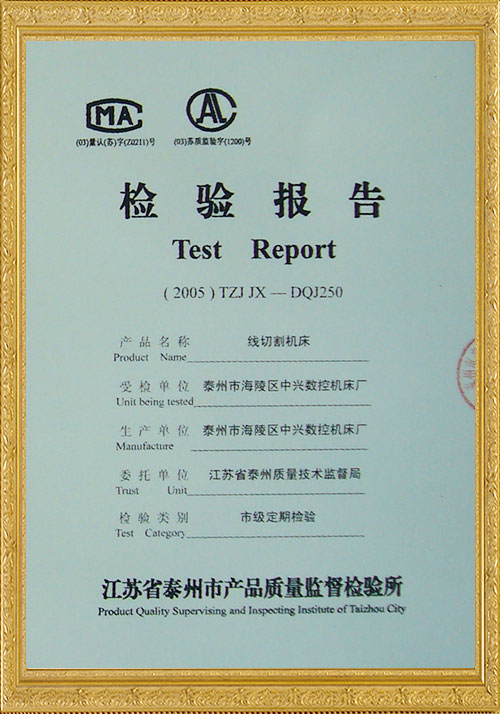 MA
AL
(03)量认(苏)字(Z0211)号
(03)苏质监验字(1200)号
检 验 报 告
Test Report
( 2005 ) TZJ JX — DQJ250
产品名称 线切割机床
Product Name
受检单位 泰州市海陵区中兴数控机床厂
Unit being tested
生产单位 泰州市海陵区中兴数控机床厂
Manufacture
委托单位 江苏省泰州质量技术监督局
Trust Unit
检验类别 市级定期检验
Test Category
江苏省泰州市产品质量监督检验所
Product Quality Supervising and Inspecting Institute of Taizhou City